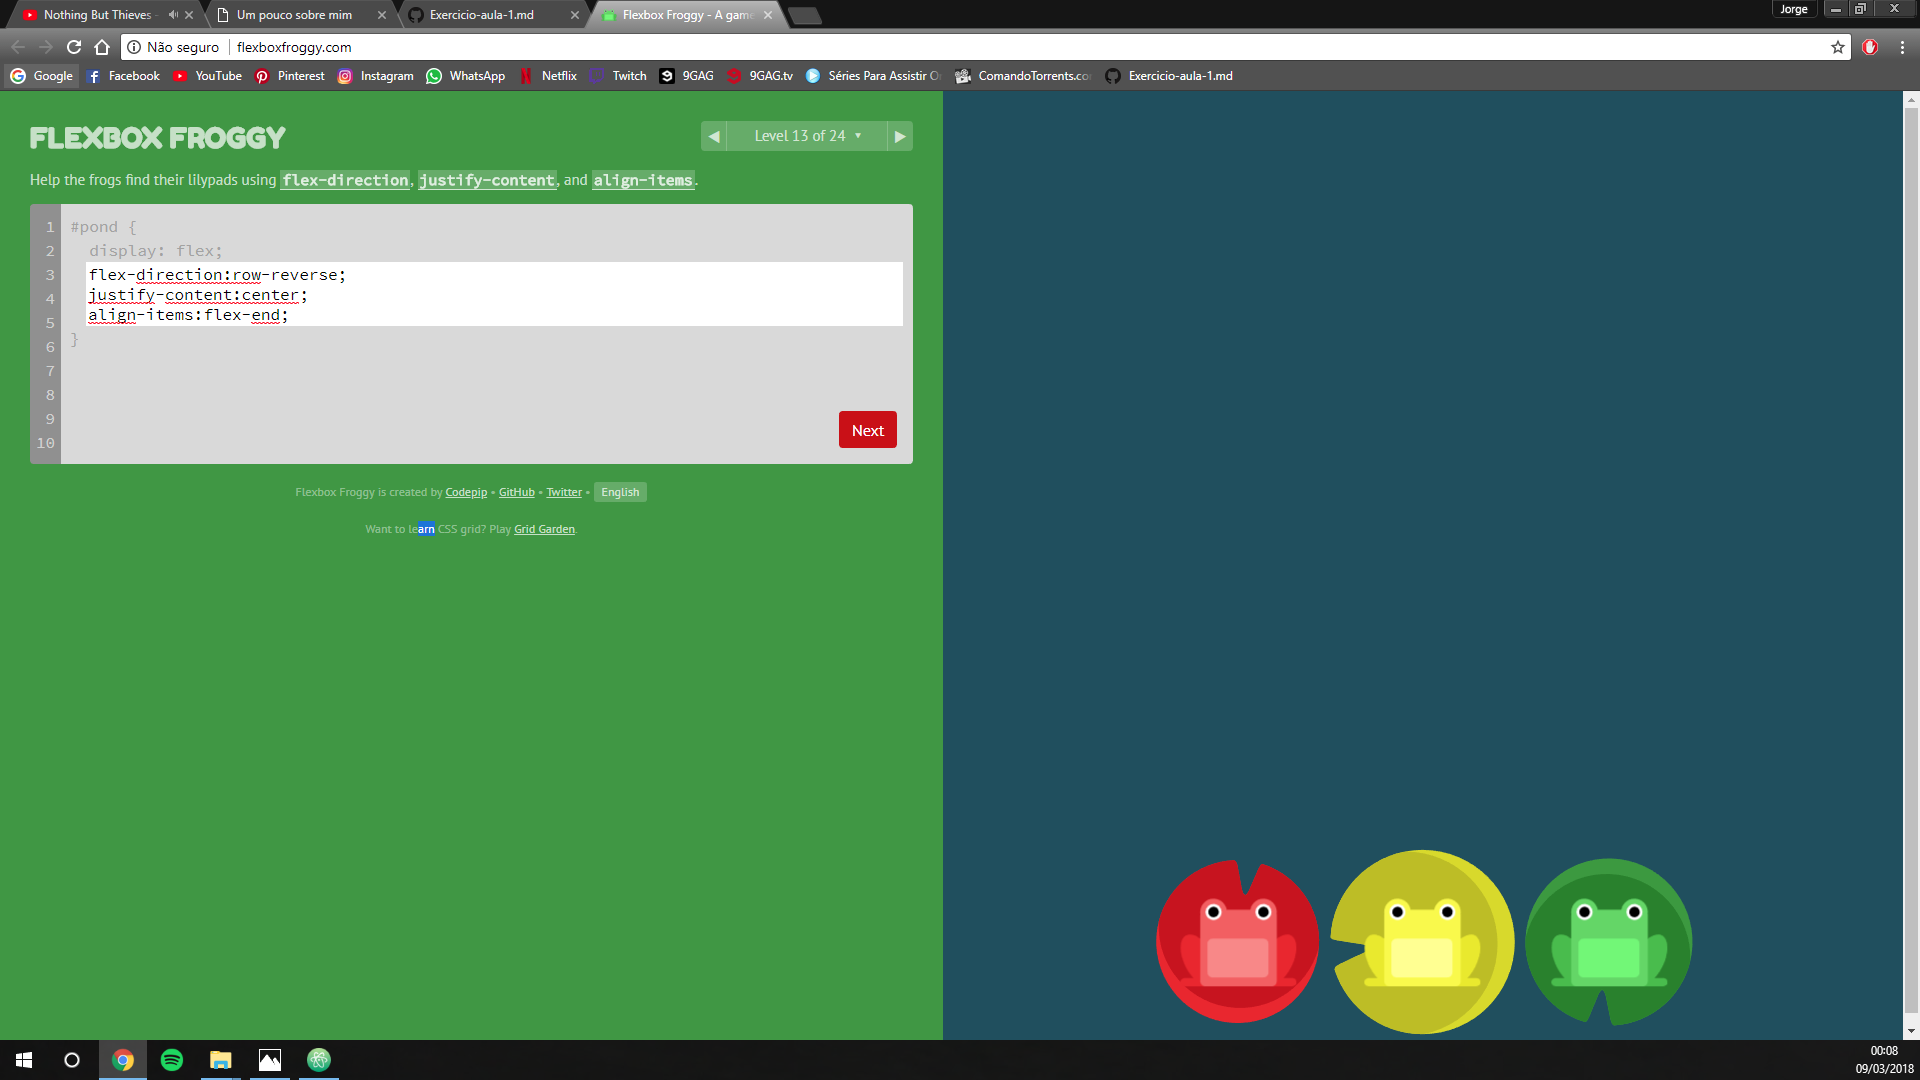 Nothing But Thieves -
Um pouco sobre mim
Exercicio-aula-1.md
Flexbox Froggy - A game
Jorge
Não seguro
flexboxfroggy.com
Google
Facebook
YouTube
Pinterest
Instagram
WhatsApp
Netflix
Twitch
9GAG
9GAG.tv
Séries Para Assistir O
ComandoTorrents.co
Exercicio-aula-1.md
FLEXBOX FROGGY
◀ Level 13 of 24 ▾ ▶
Help the frogs find their lilypads using flex-direction, justify-content, and align-items.
1 #pond {
2 display: flex;
3 flex-direction:row-reverse;
4 justify-content:center;
5 align-items:flex-end;
6 }
7
8
9
10
Next
Flexbox Froggy is created by Codepip • GitHub • Twitter • English
Want to learn CSS grid? Play Grid Garden.
00:08
09/03/2018